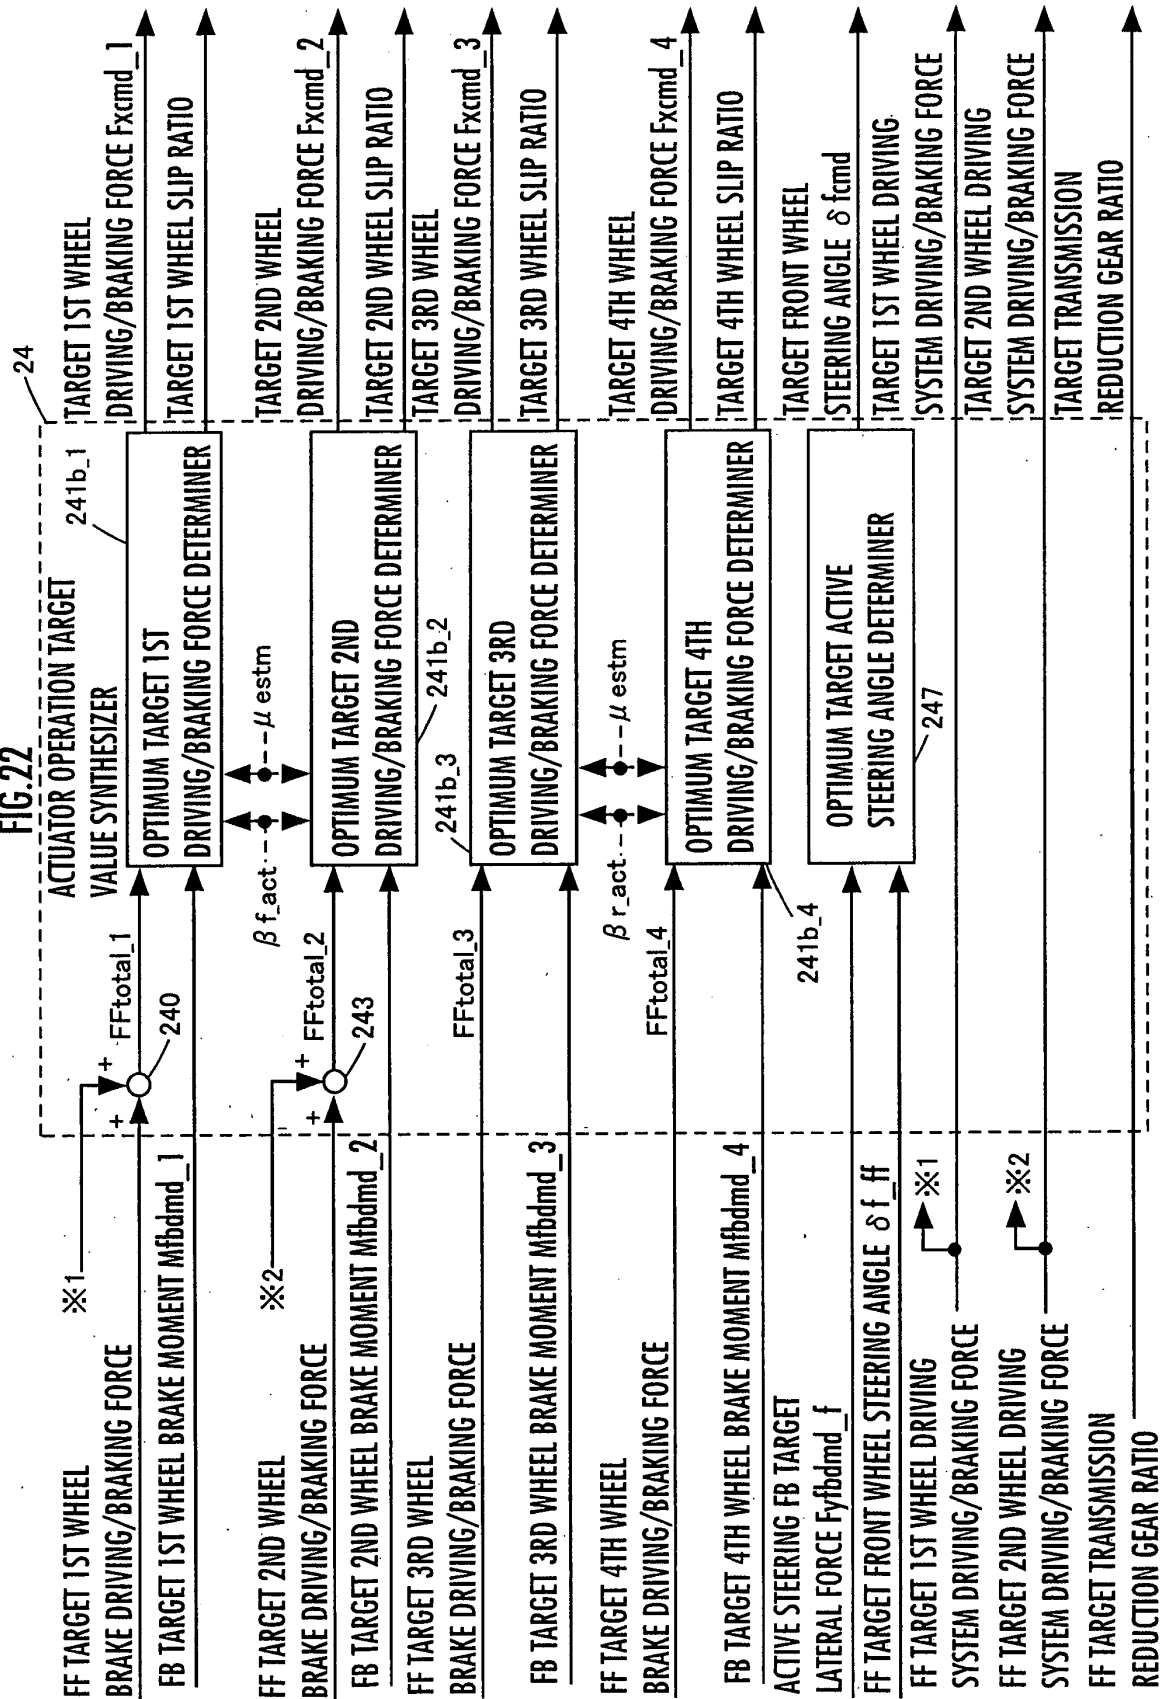 FIG.22
24
ACTUATOR OPERATION TARGET
VALUE SYNTHESIZER
※1
FF TARGET 1ST WHEEL
BRAKE DRIVING/BRAKING FORCE
+
+
FFtotal_1
240
241b_1
OPTIMUM TARGET 1ST
DRIVING/BRAKING FORCE DETERMINER
TARGET 1ST WHEEL
DRIVING/BRAKING FORCE Fxcmd_1
TARGET 1ST WHEEL SLIP RATIO
FB TARGET 1ST WHEEL BRAKE MOMENT Mfbdmd_1
β f_act
μ estm
※2
FF TARGET 2ND WHEEL
BRAKE DRIVING/BRAKING FORCE
+
+
FFtotal_2
243
OPTIMUM TARGET 2ND
DRIVING/BRAKING FORCE DETERMINER
241b_2
TARGET 2ND WHEEL
DRIVING/BRAKING FORCE Fxcmd_2
TARGET 2ND WHEEL SLIP RATIO
FB TARGET 2ND WHEEL BRAKE MOMENT Mfbdmd_2
FF TARGET 3RD WHEEL
BRAKE DRIVING/BRAKING FORCE
FFtotal_3
241b_3
OPTIMUM TARGET 3RD
DRIVING/BRAKING FORCE DETERMINER
TARGET 3RD WHEEL
DRIVING/BRAKING FORCE Fxcmd_3
TARGET 3RD WHEEL SLIP RATIO
FB TARGET 3RD WHEEL BRAKE MOMENT Mfbdmd_3
β r_act
μ estm
FF TARGET 4TH WHEEL
BRAKE DRIVING/BRAKING FORCE
FFtotal_4
OPTIMUM TARGET 4TH
DRIVING/BRAKING FORCE DETERMINER
241b_4
TARGET 4TH WHEEL
DRIVING/BRAKING FORCE Fxcmd_4
TARGET 4TH WHEEL SLIP RATIO
FB TARGET 4TH WHEEL BRAKE MOMENT Mfbdmd_4
ACTIVE STEERING FB TARGET
LATERAL FORCE Fyfbdmd_f
OPTIMUM TARGET ACTIVE
STEERING ANGLE DETERMINER
247
TARGET FRONT WHEEL
STEERING ANGLE δ fcmd
FF TARGET FRONT WHEEL STEERING ANGLE δ f_ff
FF TARGET 1ST WHEEL DRIVING
SYSTEM DRIVING/BRAKING FORCE
※1
TARGET 1ST WHEEL DRIVING
SYSTEM DRIVING/BRAKING FORCE
FF TARGET 2ND WHEEL DRIVING
SYSTEM DRIVING/BRAKING FORCE
※2
TARGET 2ND WHEEL DRIVING
SYSTEM DRIVING/BRAKING FORCE
FF TARGET TRANSMISSION
REDUCTION GEAR RATIO
TARGET TRANSMISSION
REDUCTION GEAR RATIO